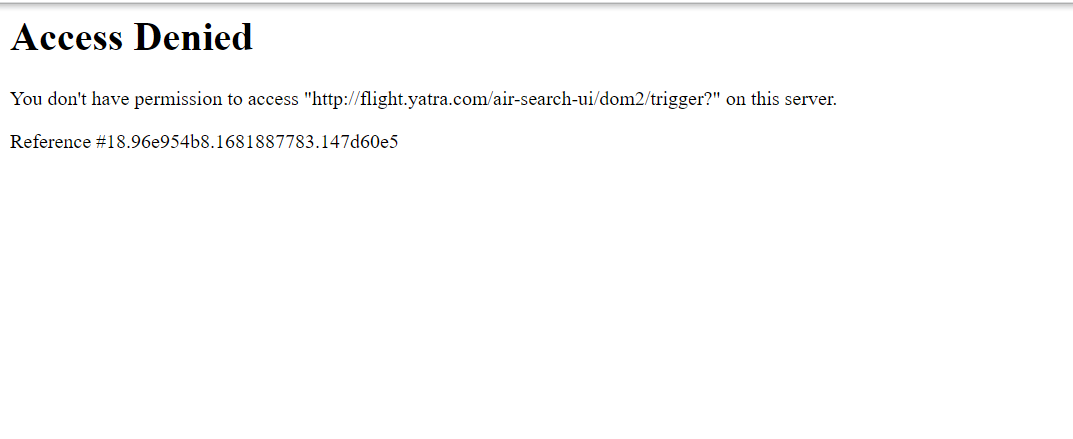 Access Denied
You don't have permission to access "http://flight.yatra.com/air-search-ui/dom2/trigger?" on this server.
Reference #18.96e954b8.1681887783.147d60e5